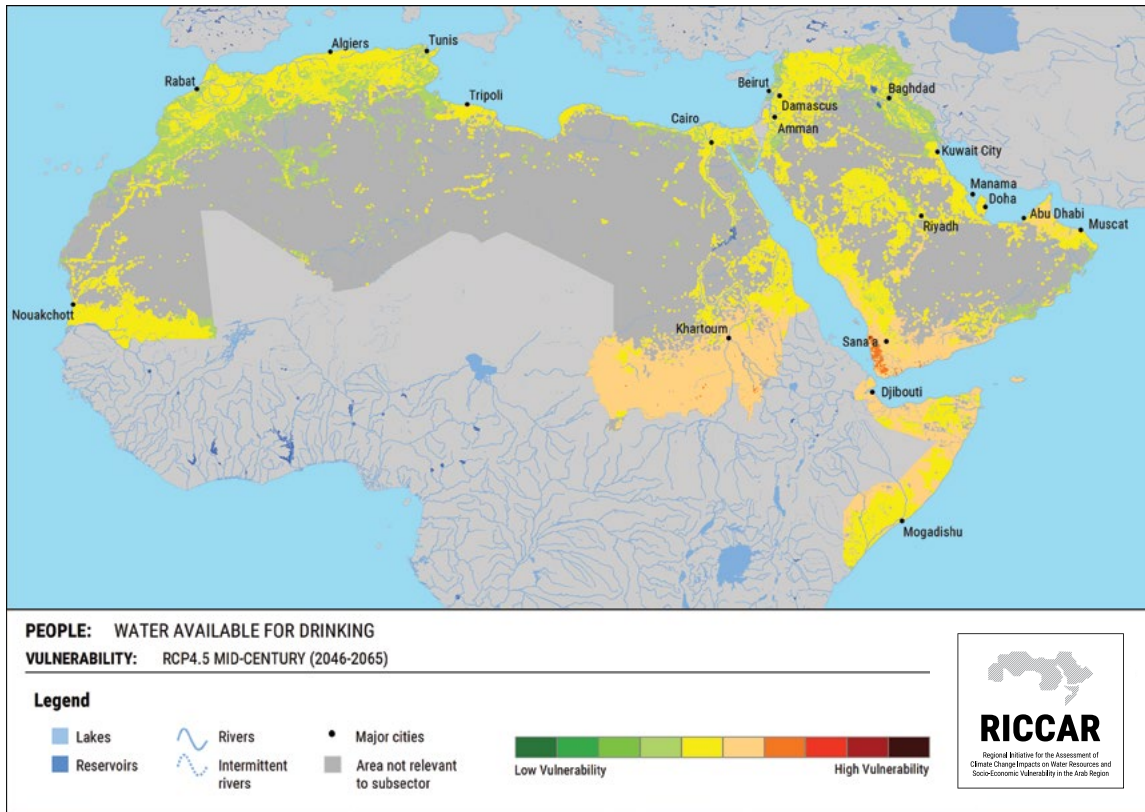 Algiers
Tunis
Rabat
Tripoli
Beirut
Baghdad
Damascus
Cairo
Amman
Kuwait City
Manama
Doha
Abu Dhabi
Riyadh
Muscat
Nouakchott
Khartoum
Sana'a
Djibouti
Mogadishu
PEOPLE: WATER AVAILABLE FOR DRINKING
VULNERABILITY: RCP4.5 MID-CENTURY (2046-2065)
Legend
Lakes
Reservoirs
Rivers
Intermittent
rivers
Major cities
Area not relevant
to subsector
Low Vulnerability
High Vulnerability
RICCAR
Regional Initiative for the Assessment of
Climate Change Impacts on Water Resources and
Socio-Economic Vulnerability in the Arab Region